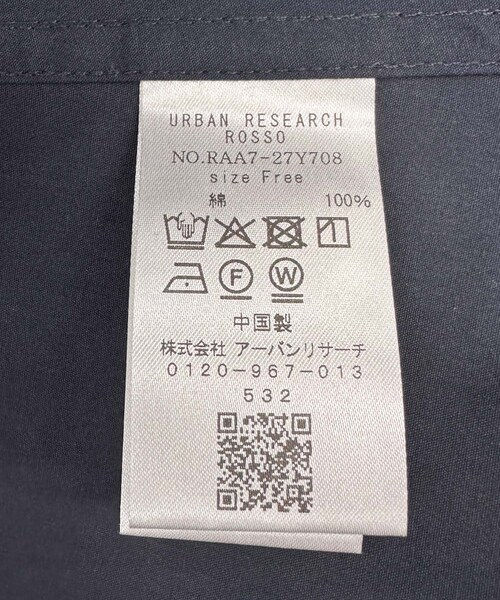 URBAN RESEARCH
ROSSO
NO.RAA7-27Y708
size Free
綿 100%
F W
中国製
株式会社 アーバンリサーチ
0120-967-013
532